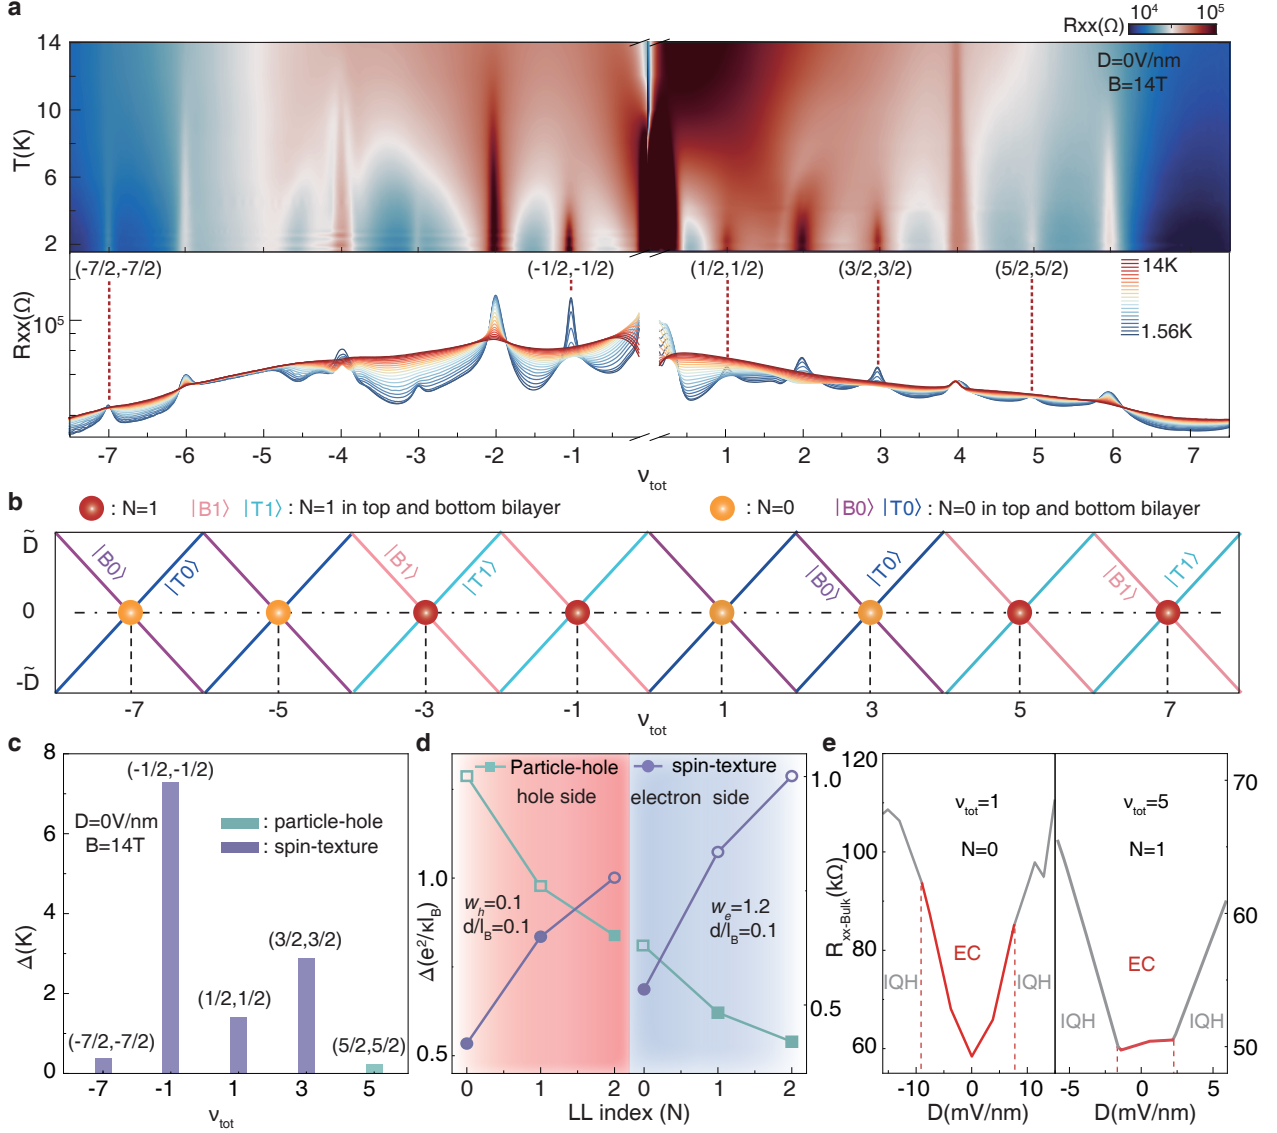 a
Rxx(Ω)
10⁴
10⁵
D=0V/nm
B=14T
14
10
6
2
T(K)
(-7/2,-7/2)
(-1/2,-1/2)
(1/2,1/2)
(3/2,3/2)
(5/2,5/2)
14K
1.56K
Rxx(Ω)
10⁵
-7 -6 -5 -4 -3 -2 -1 1 2 3 4 5 6 7
ν_tot
b
: N=1 |B1⟩ |T1⟩ : N=1 in top and bottom bilayer
: N=0 |B0⟩ |T0⟩ : N=0 in top and bottom bilayer
D̃
0
-D̃
|B0⟩ |T0⟩ |B1⟩ |T1⟩ |B0⟩ |T0⟩ |B1⟩ |T1⟩
-7 -5 -3 -1 1 3 5 7
ν_tot
c
8
6
4
2
0
Δ(K)
(-1/2,-1/2)
D=0V/nm
B=14T
: particle-hole
: spin-texture
(3/2,3/2)
(1/2,1/2)
(-7/2,-7/2)
(5/2,5/2)
-7 -1 1 3 5
ν_tot
d
Particle-hole
spin-texture
hole side
electron side
1.0
0.5
Δ(e²/κl_B)
w_h=0.1
d/l_B=0.1
w_e=1.2
d/l_B=0.1
1.0
0.5
0 1 2 0 1 2
LL index (N)
e
120
100
80
60
R_xx-Bulk(kΩ)
ν_tot=1
N=0
EC
IQH
IQH
ν_tot=5
N=1
EC
IQH
IQH
70
60
50
-10 0 10
D(mV/nm)
-5 0 5
D(mV/nm)